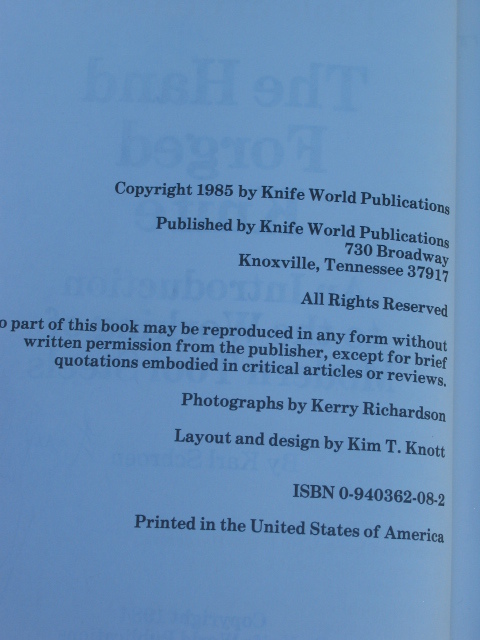 Copyright 1985 by Knife World Publications
Published by Knife World Publications
730 Broadway
Knoxville, Tennessee 37917
All Rights Reserved
o part of this book may be reproduced in any form without
written permission from the publisher, except for brief
quotations embodied in critical articles or reviews.
Photographs by Kerry Richardson
Layout and design by Kim T. Knott
ISBN 0-940362-08-2
Printed in the United States of America